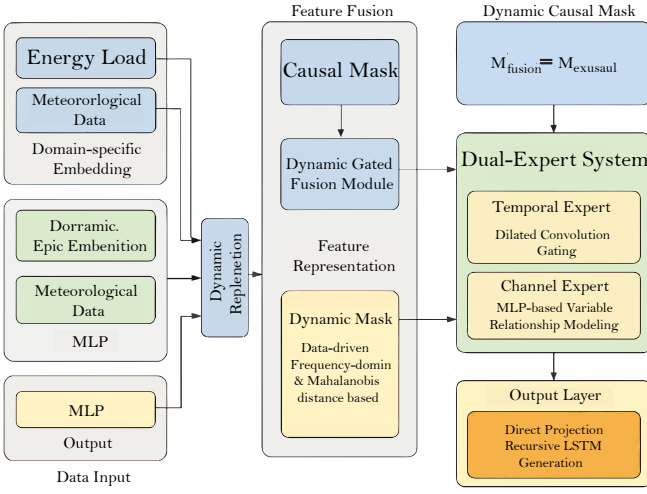 Energy Load
Meteororlogical
Data
Domain-specific
Embedding
Dorramic.
Epic Embenition
Meteorological
Data
MLP
MLP
Output
Data Input
Dynamic
Replenetion
Feature Fusion
Causal Mask
Dynamic Gated
Fusion Module
Feature
Representation
Dynamic Mask
Data-driven
Frequency-domin
& Mahalanobis
distance based
Dynamic Causal Mask
M'fusion = Mexusaul
Dual-Expert System
Temporal Expert
Dilated Convolution
Gating
Channel Expert
MLP-based Variable
Relationship Modeling
Output Layer
Direct Projection
Recursive LSTM
Generation